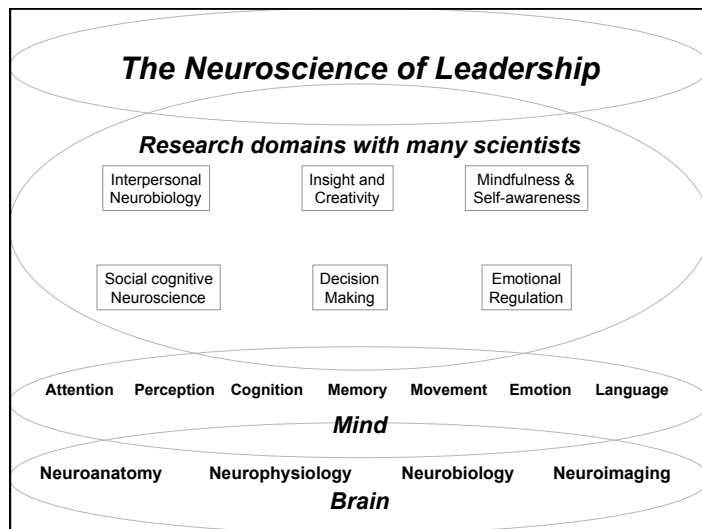 The Neuroscience of Leadership
Research domains with many scientists
Interpersonal
Neurobiology
Insight and
Creativity
Mindfulness &
Self-awareness
Social cognitive
Neuroscience
Decision
Making
Emotional
Regulation
Attention Perception Cognition Memory Movement Emotion Language
Mind
Neuroanatomy Neurophysiology Neurobiology Neuroimaging
Brain